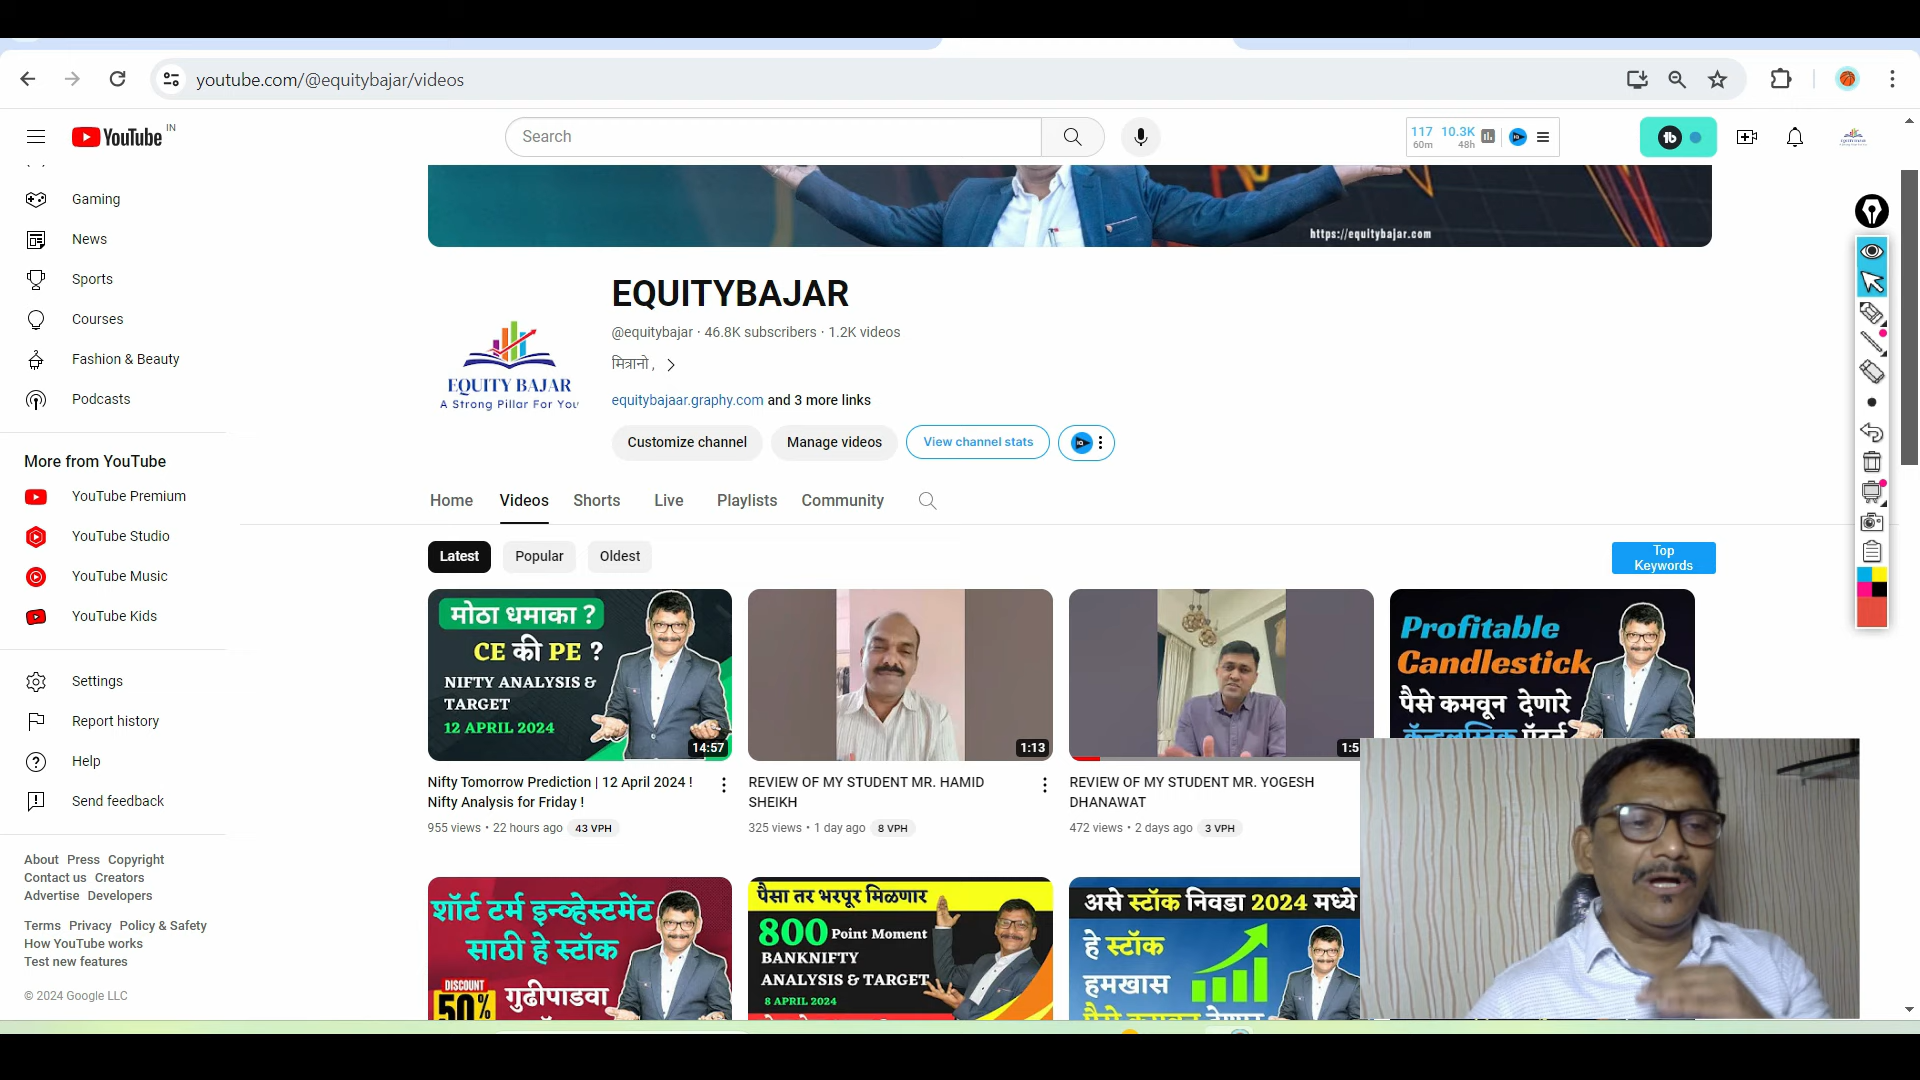 youtube.com/@equitybajar/videos
YouTube IN
Search
117 10.3K
60m 48h
Gaming
News
Sports
Courses
Fashion & Beauty
Podcasts
More from YouTube
YouTube Premium
YouTube Studio
YouTube Music
YouTube Kids
Settings
Report history
Help
Send feedback
About Press Copyright
Contact us Creators
Advertise Developers
Terms Privacy Policy & Safety
How YouTube works
Test new features
© 2024 Google LLC
https://equitybajar.com
EQUITY BAJAR
A Strong Pillar For You
EQUITYBAJAR
@equitybajar · 46.8K subscribers · 1.2K videos
मित्रानो ,
equitybajaar.graphy.com and 3 more links
Customize channel Manage videos View channel stats
Home Videos Shorts Live Playlists Community
Latest Popular Oldest
Top
Keywords
मोठा धमाका ?
CE की PE ?
NIFTY ANALYSIS &
TARGET
12 APRIL 2024
14:57
Nifty Tomorrow Prediction | 12 April 2024 !
Nifty Analysis for Friday !
955 views • 22 hours ago 43 VPH
1:13
REVIEW OF MY STUDENT MR. HAMID
SHEIKH
325 views • 1 day ago 8 VPH
1:5
REVIEW OF MY STUDENT MR. YOGESH
DHANAWAT
472 views • 2 days ago 3 VPH
Profitable
Candlestick
पैसे कमवून देणारे
शॉर्ट टर्म इन्व्हेस्टमेंट
साठी हे स्टॉक
DISCOUNT
50%
गुढीपाडवा
पैसा तर भरपूर मिळणार
800 Point Moment
BANKNIFTY
ANALYSIS & TARGET
8 APRIL 2024
असे स्टॉक निवडा 2024 मध्ये
हे स्टॉक
हमखास